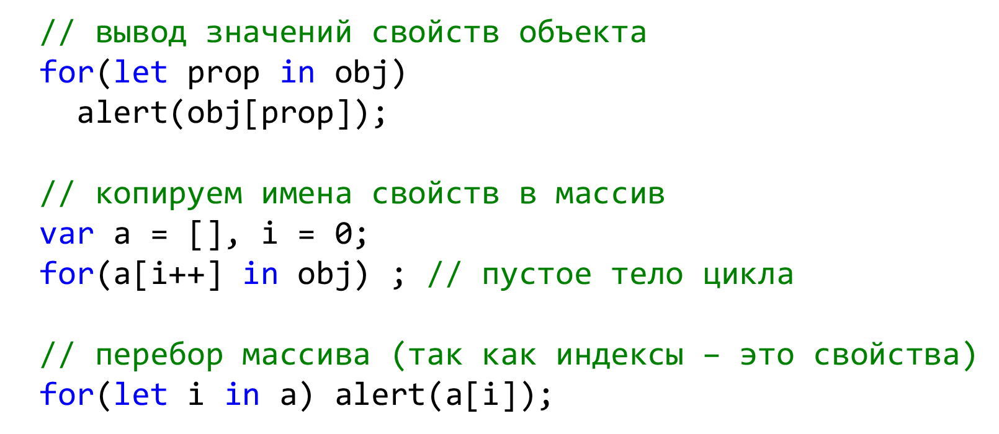 // вывод значений свойств объекта
for(let prop in obj)
  alert(obj[prop]);
// копируем имена свойств в массив
var a = [], i = 0;
for(a[i++] in obj) ; // пустое тело цикла
// перебор массива (так как индексы – это свойства)
for(let i in a) alert(a[i]);